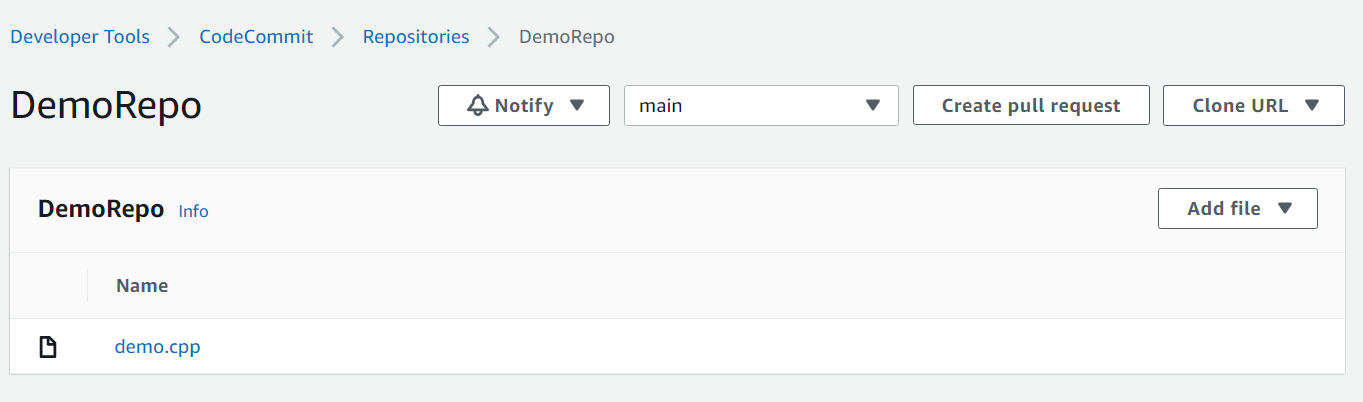 Developer Tools CodeCommit Repositories DemoRepo
DemoRepo Notify main Create pull request Clone URL
DemoRepo Info Add file
Name
demo.cpp